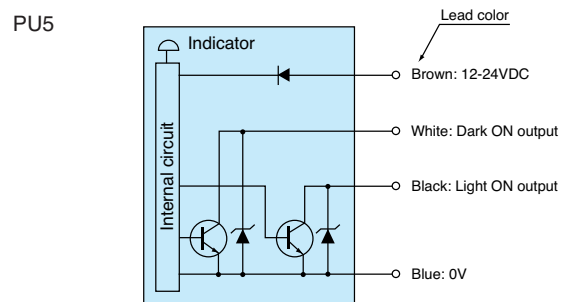 PU5
Lead color
Indicator
Brown: 12-24VDC
White: Dark ON output
Internal circuit
Black: Light ON output
Blue: 0V